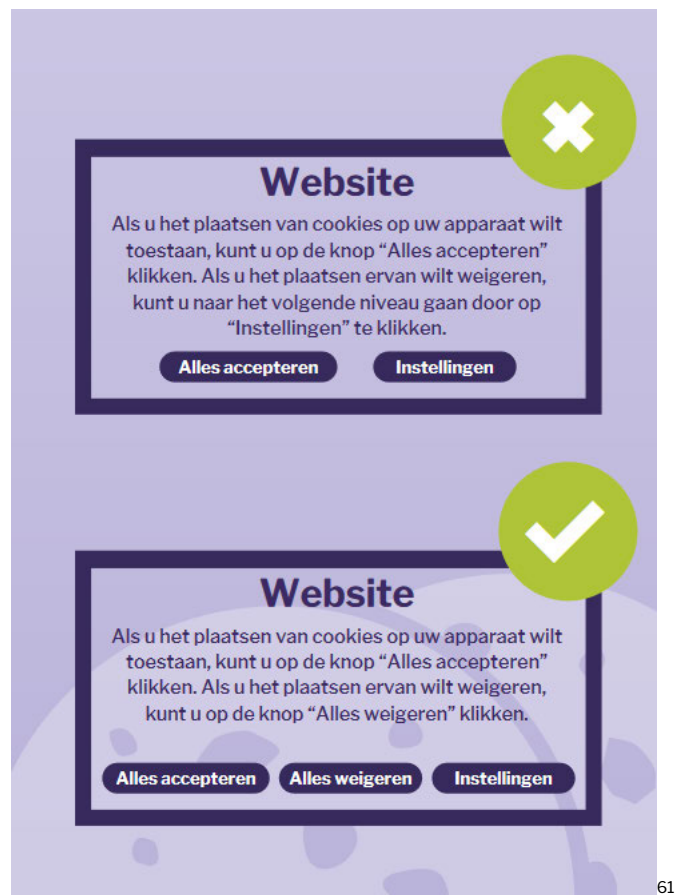 Website
Als u het plaatsen van cookies op uw apparaat wilt
toestaan, kunt u op de knop “Alles accepteren”
klikken. Als u het plaatsen ervan wilt weigeren,
kunt u naar het volgende niveau gaan door op
“Instellingen” te klikken.
Alles accepteren Instellingen
Website
Als u het plaatsen van cookies op uw apparaat wilt
toestaan, kunt u op de knop “Alles accepteren”
klikken. Als u het plaatsen ervan wilt weigeren,
kunt u op de knop “Alles weigeren” klikken.
Alles accepteren Alles weigeren Instellingen
61